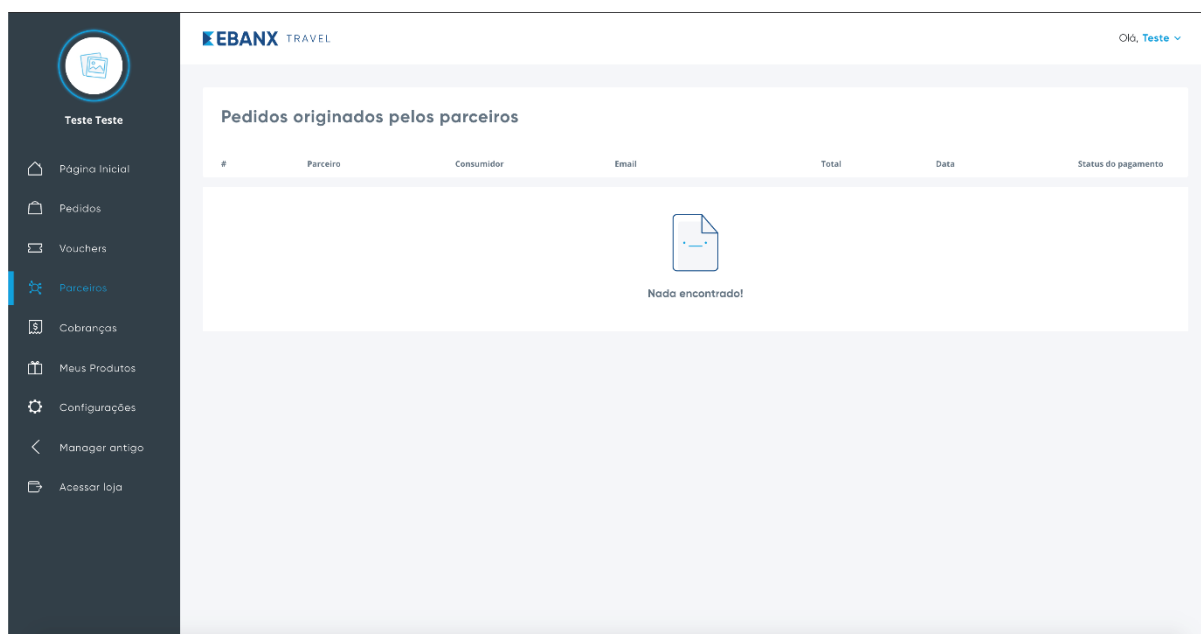 EBANX TRAVEL
Olá, Teste
Teste Teste
Página Inicial
Pedidos
Vouchers
Parceiros
Cobranças
Meus Produtos
Configurações
Manager antigo
Acessar loja
Pedidos originados pelos parceiros
# Parceiro Consumidor Email Total Data Status do pagamento
Nada encontrado!